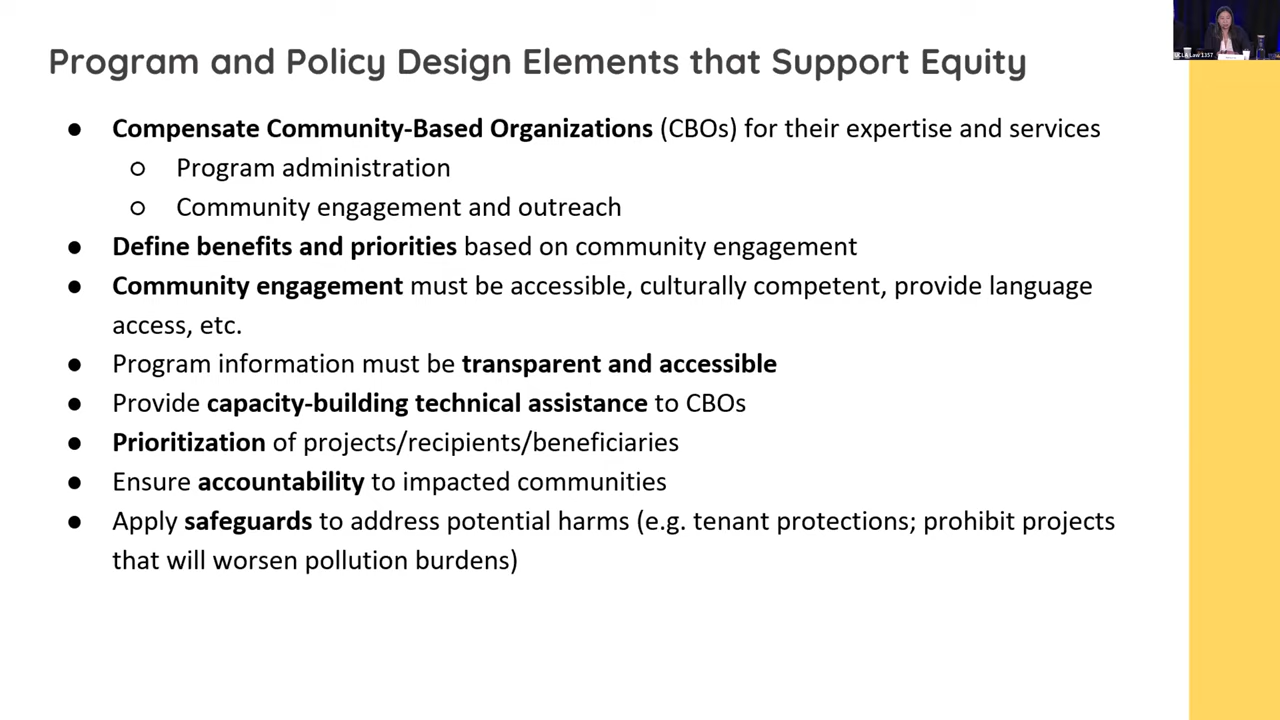 UCLA Law 1357
Program and Policy Design Elements that Support Equity
● Compensate Community-Based Organizations (CBOs) for their expertise and services
○ Program administration
○ Community engagement and outreach
● Define benefits and priorities based on community engagement
● Community engagement must be accessible, culturally competent, provide language
access, etc.
● Program information must be transparent and accessible
● Provide capacity-building technical assistance to CBOs
● Prioritization of projects/recipients/beneficiaries
● Ensure accountability to impacted communities
● Apply safeguards to address potential harms (e.g. tenant protections; prohibit projects
that will worsen pollution burdens)